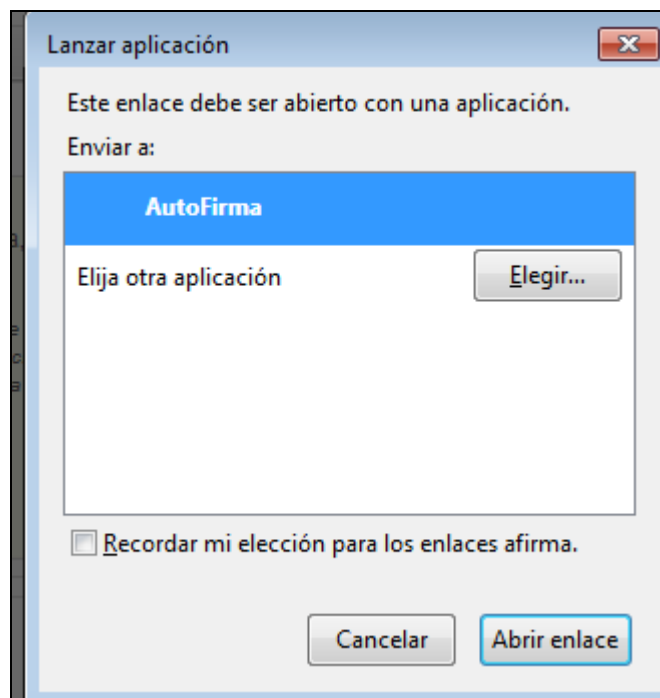 Lanzar aplicación
Este enlace debe ser abierto con una aplicación.
Enviar a:
AutoFirma
Elija otra aplicación
Elegir...
Recordar mi elección para los enlaces afirma.
Cancelar
Abrir enlace